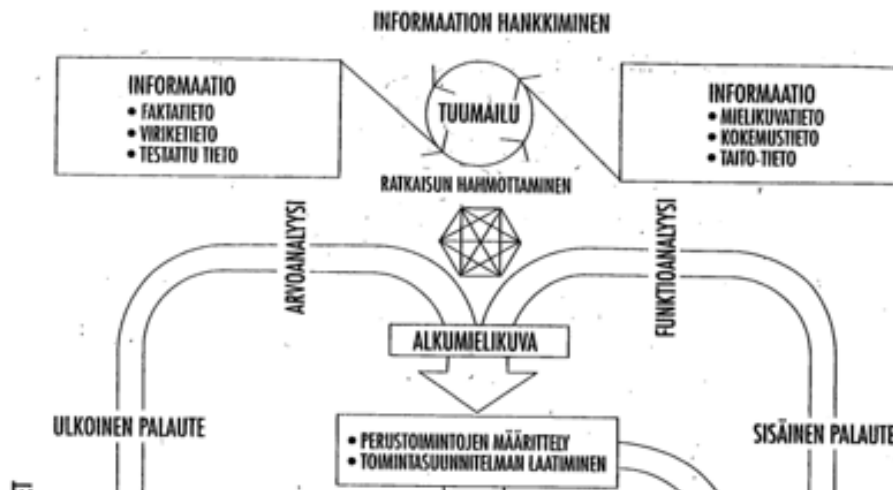 INFORMAATION HANKKIMINEN
INFORMAATIO
• FAKTATIETO
• VIRIKETIETO
• TESTATTU TIETO
TUUMAILU
INFORMAATIO
• MIELIKUVATIETO
• KOKEMUSTIETO
• TAITO-TIETO
RATKAISUN HAHMOTTAMINEN
ARVOANALYYSI
FUNKTIOANALYYSI
ALKUMIELIKUVA
ULKOINEN PALAUTE
• PERUSTOIMINTOJEN MÄÄRITTELY
• TOIMINTASUUNNITELMAN LAATIMINEN
SISÄINEN PALAUTE